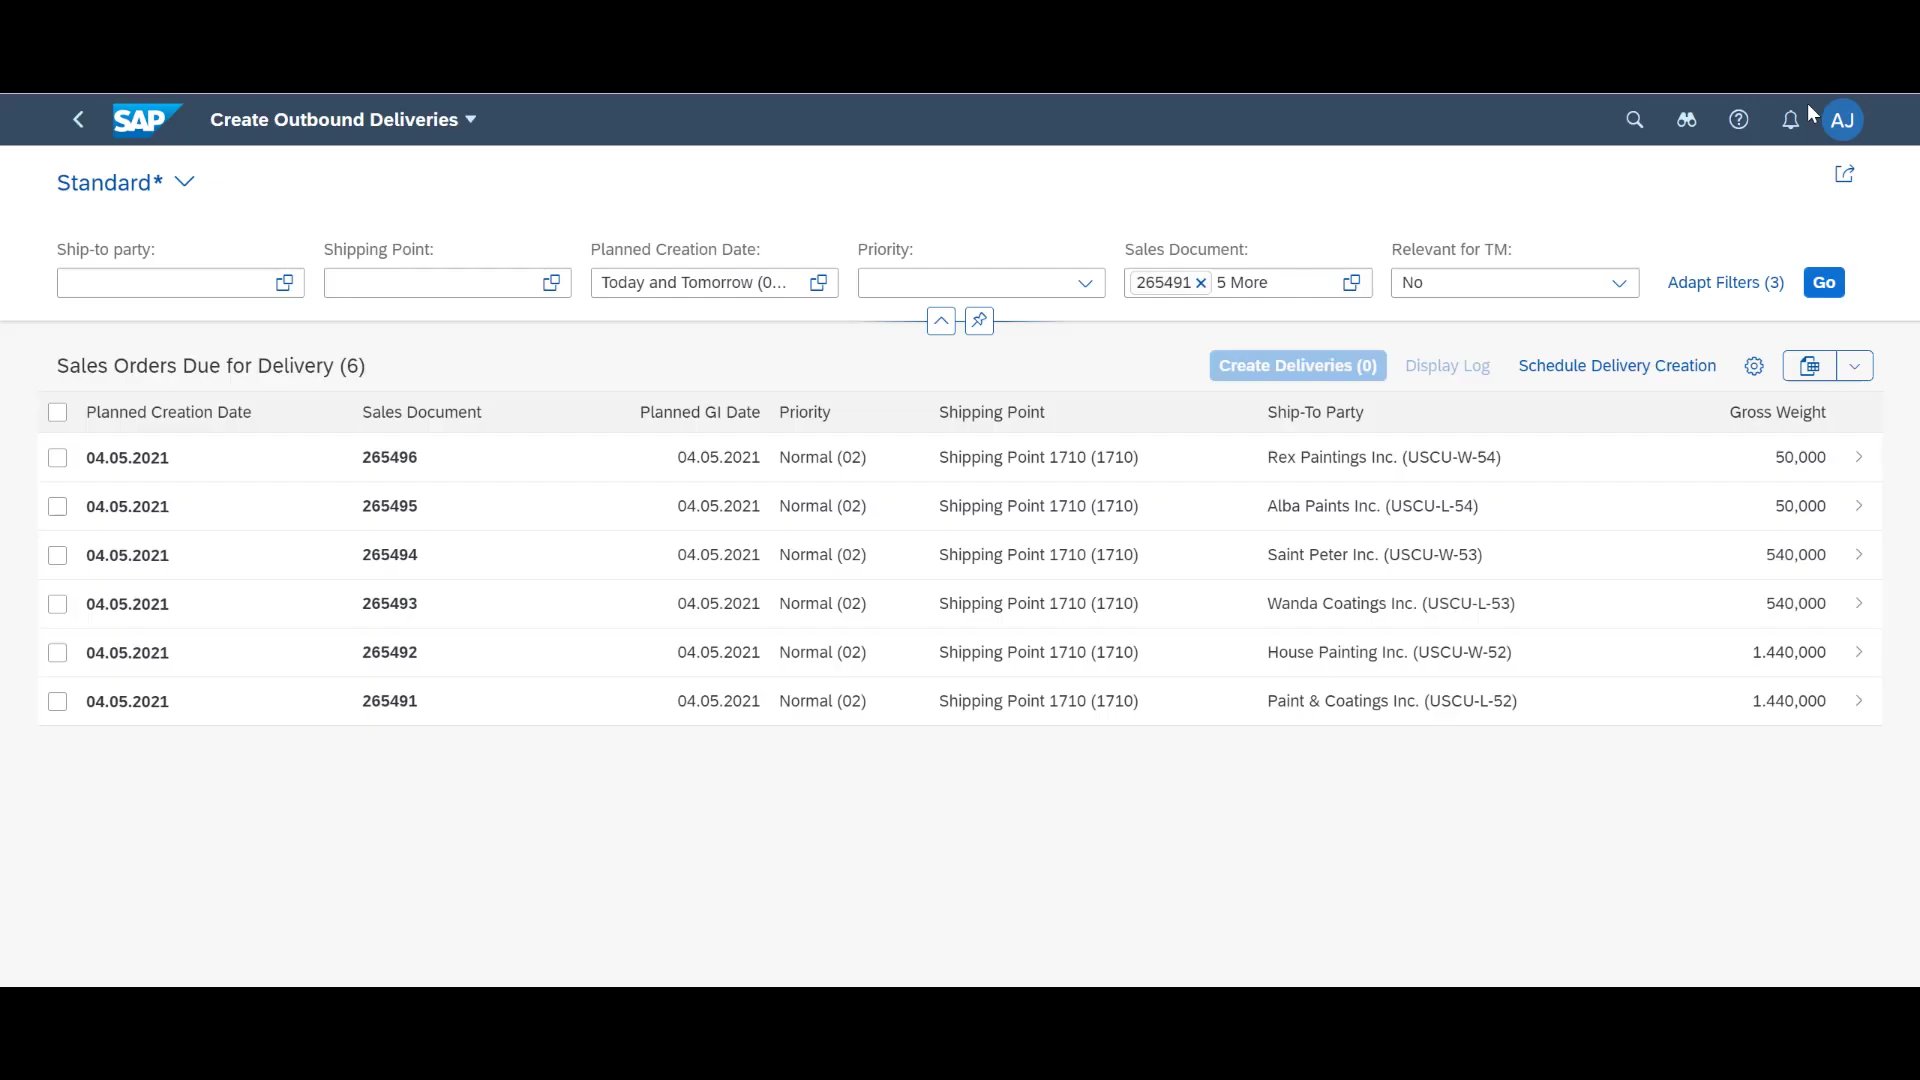 SAP Create Outbound Deliveries AJ
Standard*
Ship-to party: Shipping Point: Planned Creation Date: Priority: Sales Document: Relevant for TM:
Today and Tomorrow (0... 265491 5 More No Adapt Filters (3) Go
Sales Orders Due for Delivery (6) Create Deliveries (0) Display Log Schedule Delivery Creation
Planned Creation Date Sales Document Planned GI Date Priority Shipping Point Ship-To Party Gross Weight
04.05.2021 265496 04.05.2021 Normal (02) Shipping Point 1710 (1710) Rex Paintings Inc. (USCU-W-54) 50,000
04.05.2021 265495 04.05.2021 Normal (02) Shipping Point 1710 (1710) Alba Paints Inc. (USCU-L-54) 50,000
04.05.2021 265494 04.05.2021 Normal (02) Shipping Point 1710 (1710) Saint Peter Inc. (USCU-W-53) 540,000
04.05.2021 265493 04.05.2021 Normal (02) Shipping Point 1710 (1710) Wanda Coatings Inc. (USCU-L-53) 540,000
04.05.2021 265492 04.05.2021 Normal (02) Shipping Point 1710 (1710) House Painting Inc. (USCU-W-52) 1.440,000
04.05.2021 265491 04.05.2021 Normal (02) Shipping Point 1710 (1710) Paint & Coatings Inc. (USCU-L-52) 1.440,000